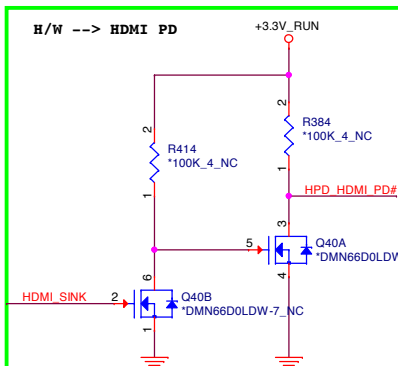 H/W --> HDMI PD
+3.3V_RUN
2
2
R414
*100K_4_NC
R384
*100K_4_NC
1
1
HPD_HDMI_PD#
3
5
Q40A
*DMN66D0LDW
4
6
HDMI_SINK
2
Q40B
*DMN66D0LDW-7_NC
1